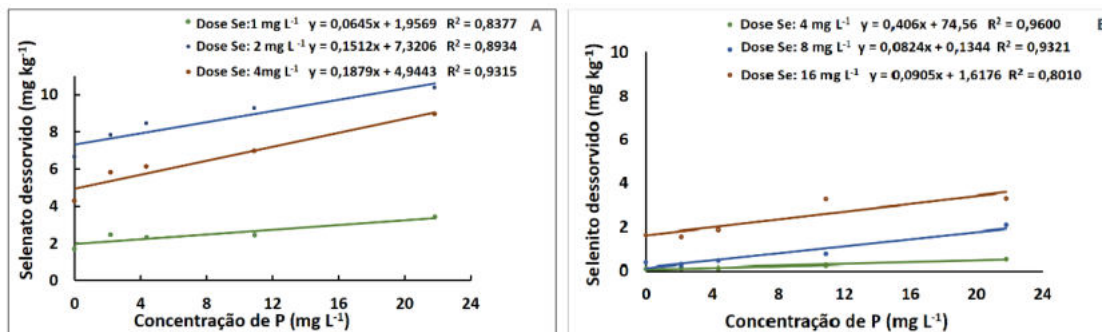 Dose Se:1 mg L-1 y = 0,0645x + 1,9569 R2 = 0,8377 A
Dose Se: 2 mg L-1 y = 0,1512x + 7,3206 R2 = 0,8934
Dose Se: 4mg L-1 y = 0,1879x + 4,9443 R2 = 0,9315
Selenato dessorvido (mg kg-1)
10
8
6
4
2
0
0 4 8 12 16 20 24
Concentração de P (mg L-1)
Dose Se: 4 mg L-1 y = 0,406x + 74,56 R2 = 0,9600
Dose Se: 8 mg L-1 y = 0,0824x + 0,1344 R2 = 0,9321
Dose Se: 16 mg L-1 y = 0,0905x + 1,6176 R2 = 0,8010
Selenito dessorvido (mg kg-1)
10
8
6
4
2
0
0 4 8 12 16 20 24
Concentração de P (mg L-1)